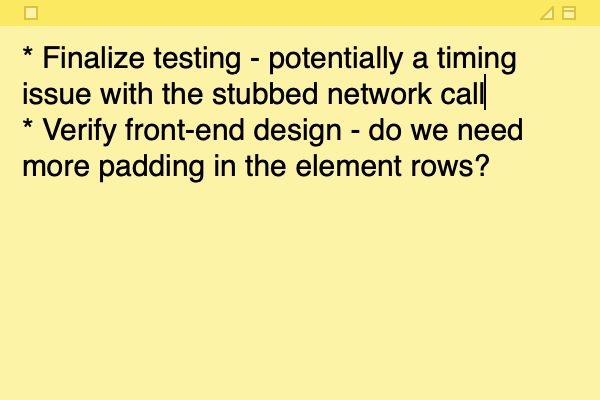 * Finalize testing - potentially a timing
issue with the stubbed network call
* Verify front-end design - do we need
more padding in the element rows?